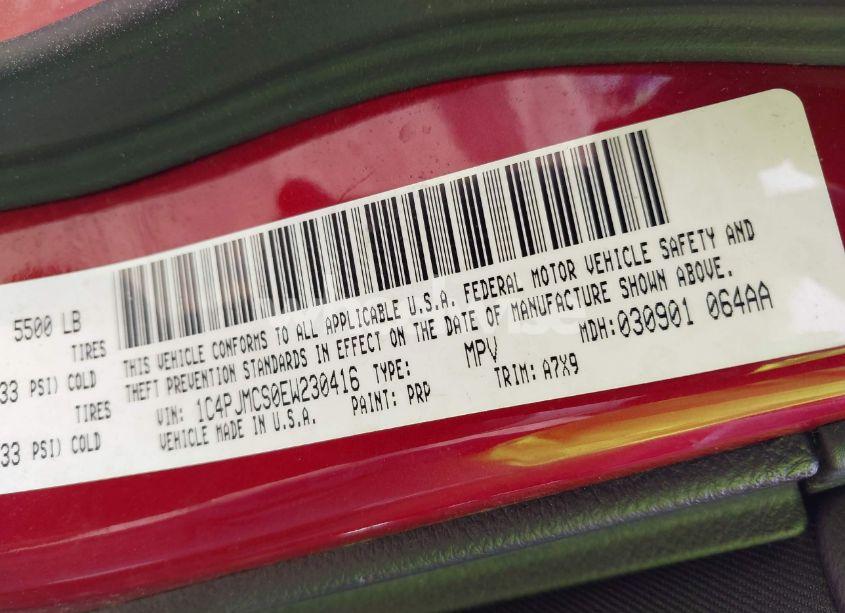 5500 LB
TIRES
33 PSI) COLD
TIRES
33 PSI) COLD
THIS VEHICLE CONFORMS TO ALL APPLICABLE U.S.A. FEDERAL MOTOR VEHICLE SAFETY AND
THEFT PREVENTION STANDARDS IN EFFECT ON THE DATE OF MANUFACTURE SHOWN ABOVE.
VIN: 1C4PJMCS0EW230416 TYPE: MPV MDH:030901 064AA
VEHICLE MADE IN U.S.A. PAINT: PRP TRIM: A7X9